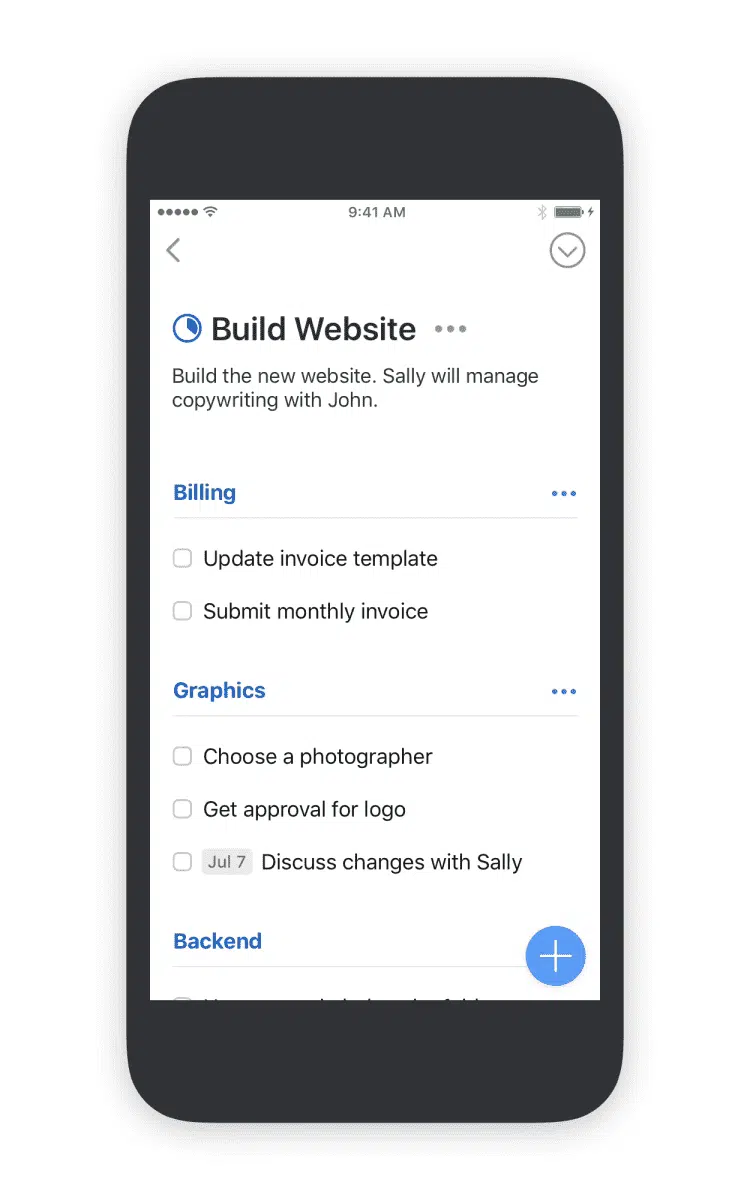 9:41 AM
Build Website
Build the new website. Sally will manage
copywriting with John.
Billing
Update invoice template
Submit monthly invoice
Graphics
Choose a photographer
Get approval for logo
Jul 7 Discuss changes with Sally
Backend